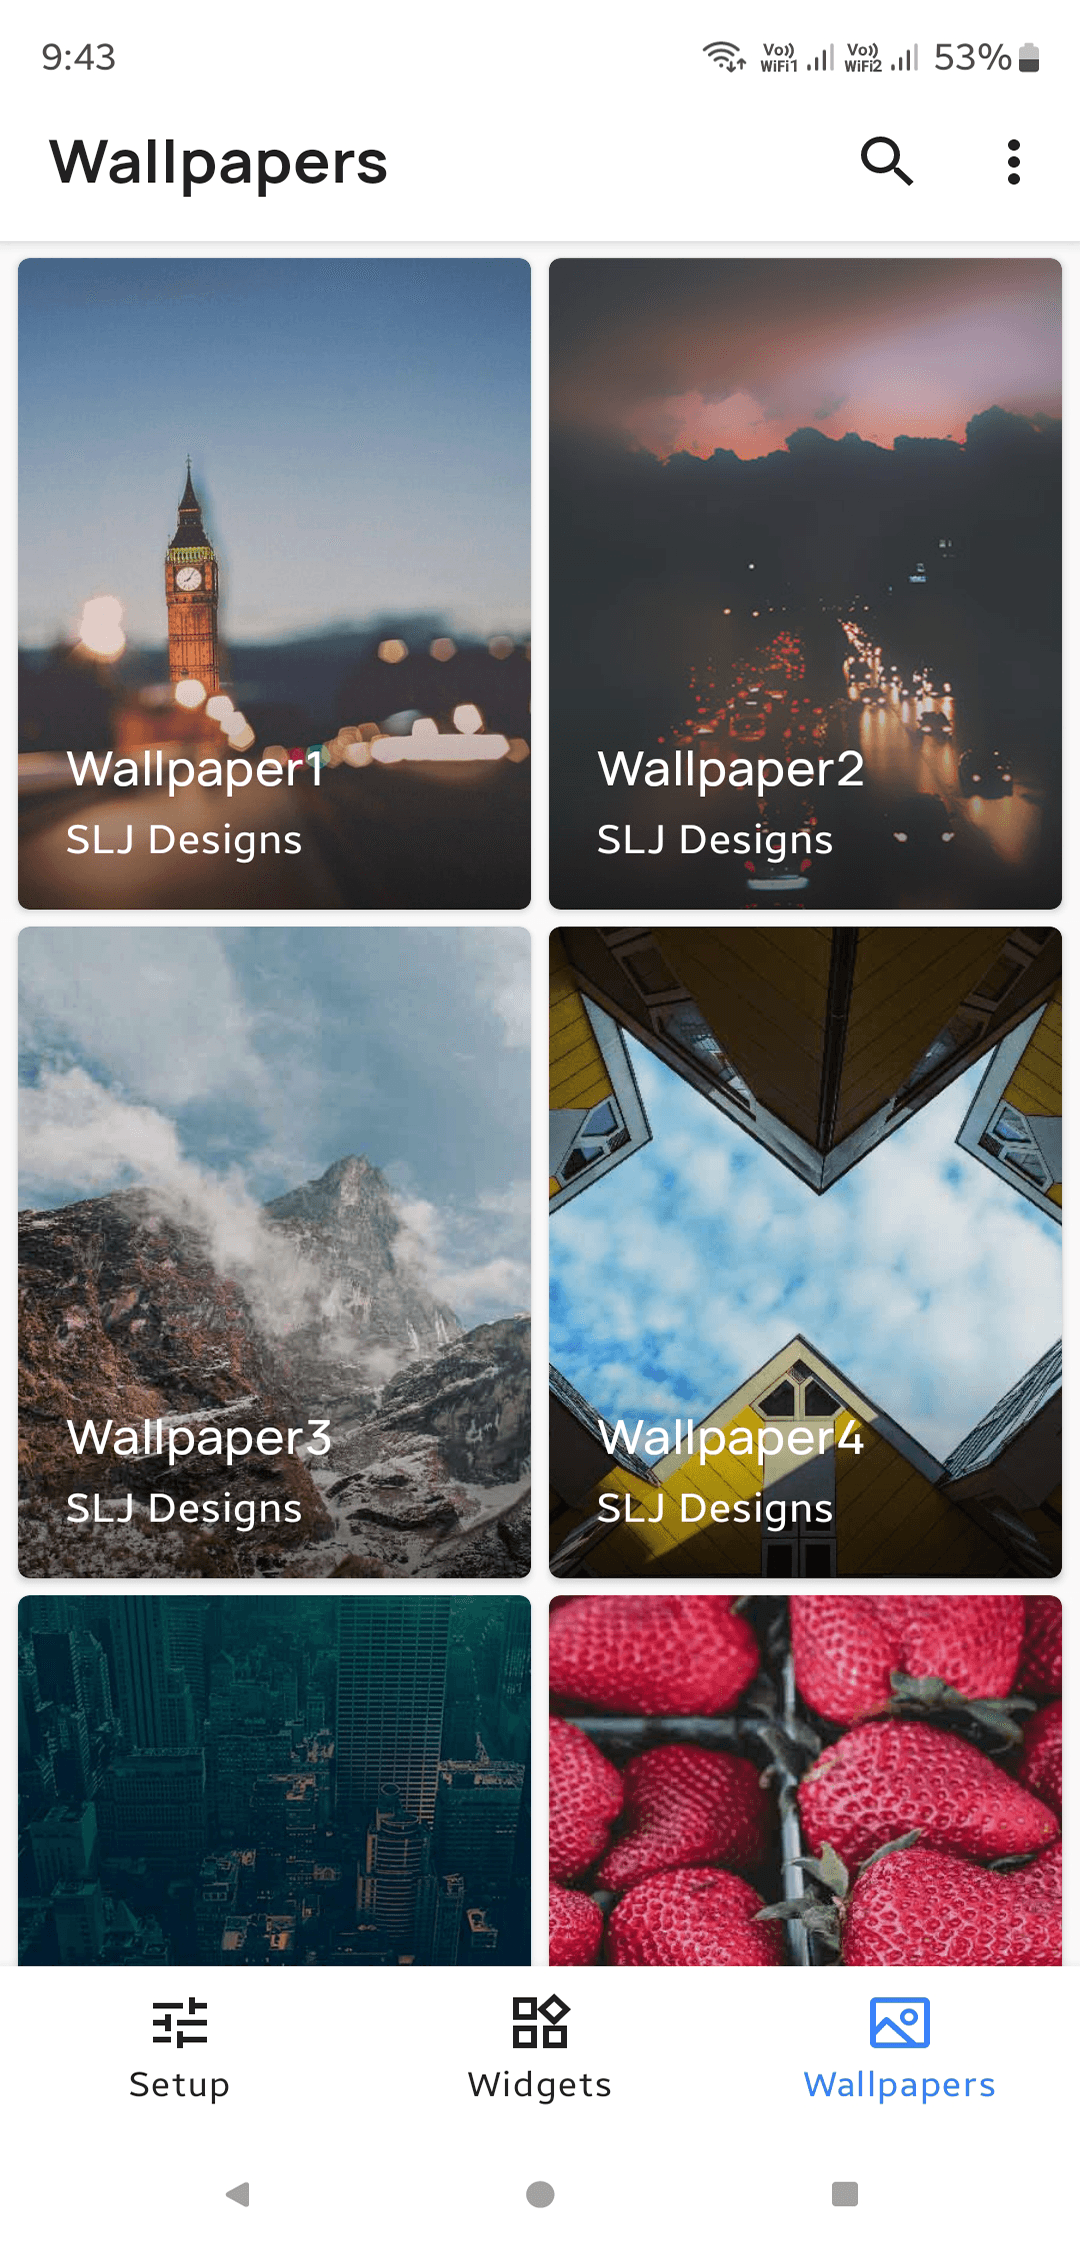 9:43
Vo)) WiFi1 Vo)) WiFi2 53%
Wallpapers
Wallpaper1
SLJ Designs
Wallpaper2
SLJ Designs
Wallpaper3
SLJ Designs
Wallpaper4
SLJ Designs
Setup
Widgets
Wallpapers